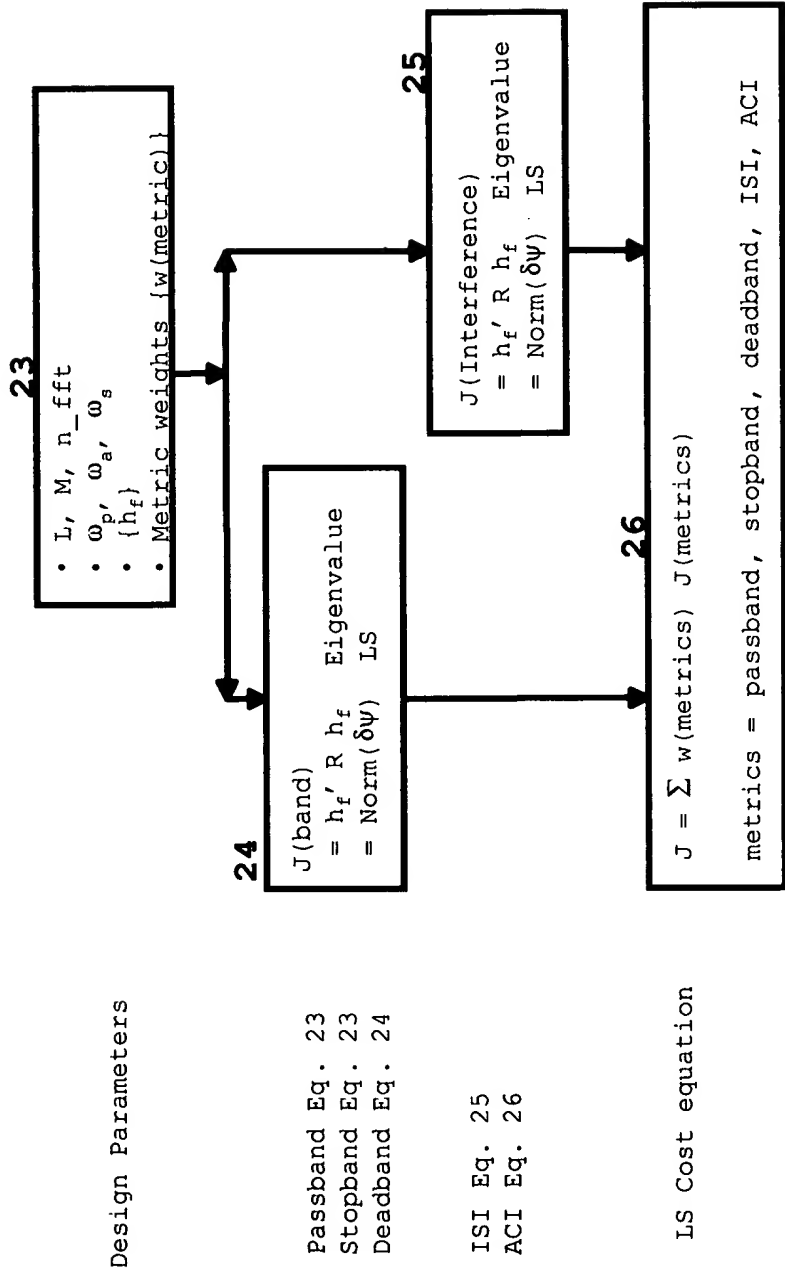 Design Parameters
23
• L, M, n_fft
• ωp, ωa, ωs
• {hf}
• Metric weights {w(metric)}
Passband Eq. 23
Stopband Eq. 23
Deadband Eq. 24
24
J(band)
= hf′ R hf Eigenvalue
= Norm(δψ) LS
ISI Eq. 25
ACI Eq. 26
25
J(Interference)
= hf′ R hf Eigenvalue
= Norm(δψ) LS
LS Cost equation
26
J = Σ w(metrics) J(metrics)
metrics = passband, stopband, deadband, ISI, ACI